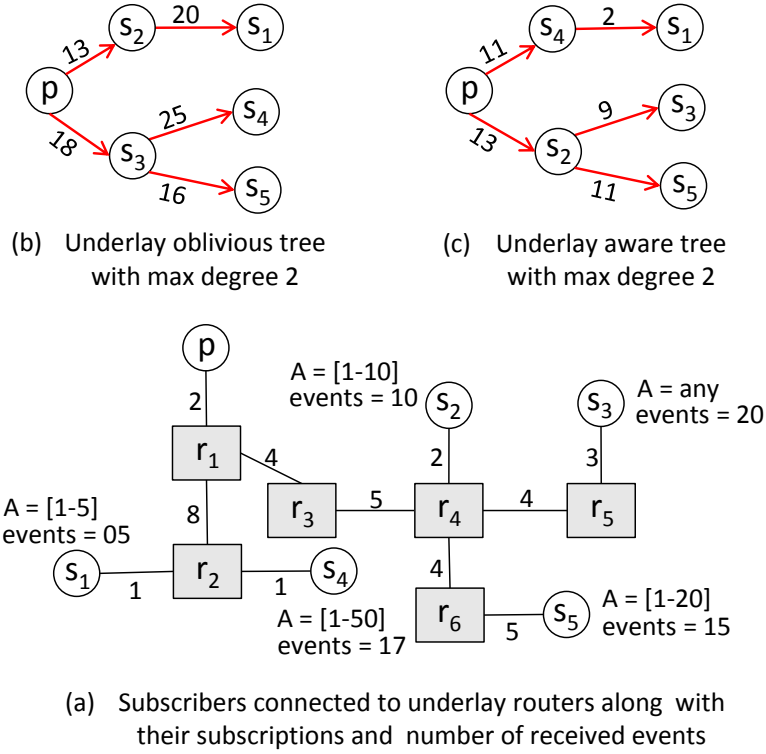 p
13
s2
20
s1
18
s3
25
s4
16
s5
(b) Underlay oblivious tree
with max degree 2
p
11
s4
2
s1
13
s2
9
s3
11
s5
(c) Underlay aware tree
with max degree 2
p
2
r1
4
8
r3
5
A = [1-10]
events = 10
s2
2
r4
4
s3
A = any
events = 20
3
r5
A = [1-5]
events = 05
s1
1
r2
1
s4
A = [1-50]
events = 17
4
r6
5
s5
A = [1-20]
events = 15
(a) Subscribers connected to underlay routers along with
their subscriptions and number of received events